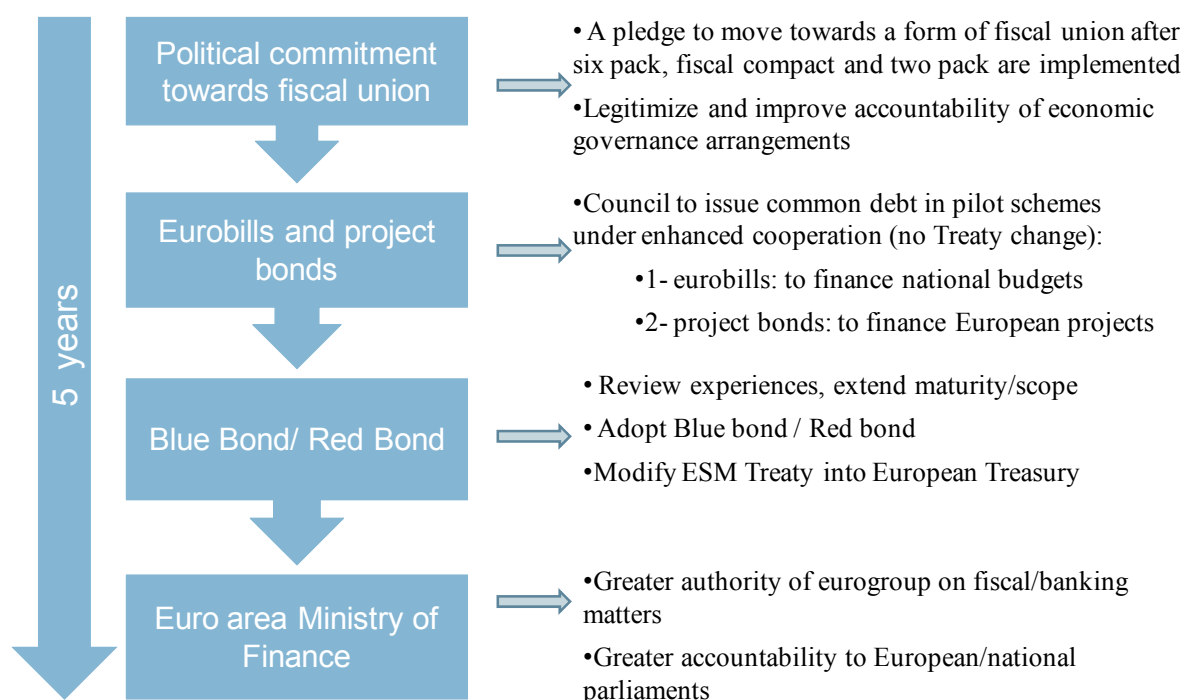 5 years
Political commitment
towards fiscal union
• A pledge to move towards a form of fiscal union after
six pack, fiscal compact and two pack are implemented
•Legitimize and improve accountability of economic
governance arrangements
Eurobills and project
bonds
•Council to issue common debt in pilot schemes
under enhanced cooperation (no Treaty change):
•1- eurobills: to finance national budgets
•2- project bonds: to finance European projects
Blue Bond/ Red Bond
• Review experiences, extend maturity/scope
• Adopt Blue bond / Red bond
•Modify ESM Treaty into European Treasury
Euro area Ministry of
Finance
•Greater authority of eurogroup on fiscal/banking
matters
•Greater accountability to European/national
parliaments